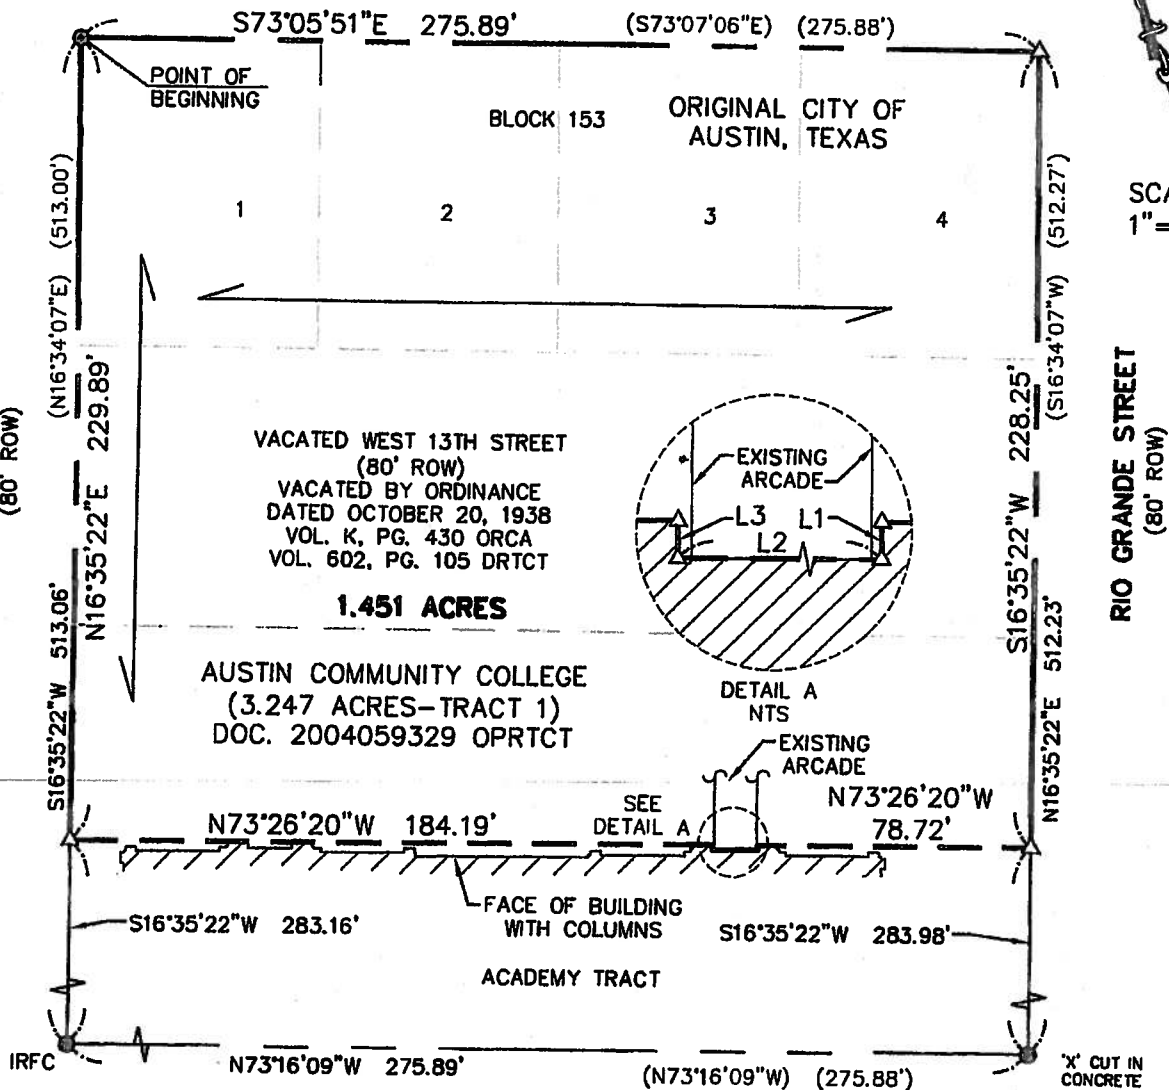 S73°05'51"E 275.89' (S73°07'06"E) (275.88')
POINT OF
BEGINNING
BLOCK 153
ORIGINAL CITY OF
AUSTIN, TEXAS
1
2
3
4
(N16°34'07"E) (513.00')
N16°35'22"E 229.89'
S16°35'22"W 513.06'
(80' ROW)
(S16°34'07"W) (512.27')
S16°35'22"W 228.25'
N16°35'22"E 512.23'
SCA
1"=
RIO GRANDE STREET
(80' ROW)
VACATED WEST 13TH STREET
(80' ROW)
VACATED BY ORDINANCE
DATED OCTOBER 20, 1938
VOL. K, PG. 430 ORCA
VOL. 602, PG. 105 DRTCT
1.451 ACRES
AUSTIN COMMUNITY COLLEGE
(3.247 ACRES-TRACT 1)
DOC. 2004059329 OPRTCT
EXISTING
ARCADE
L3 L1
L2
DETAIL A
NTS
EXISTING
ARCADE
SEE
DETAIL A
N73°26'20"W 184.19'
N73°26'20"W
78.72'
FACE OF BUILDING
WITH COLUMNS
S16°35'22"W 283.16'
S16°35'22"W 283.98'
ACADEMY TRACT
IRFC
N73°16'09"W 275.89' (N73°16'09"W) (275.88')
'X' CUT IN
CONCRETE